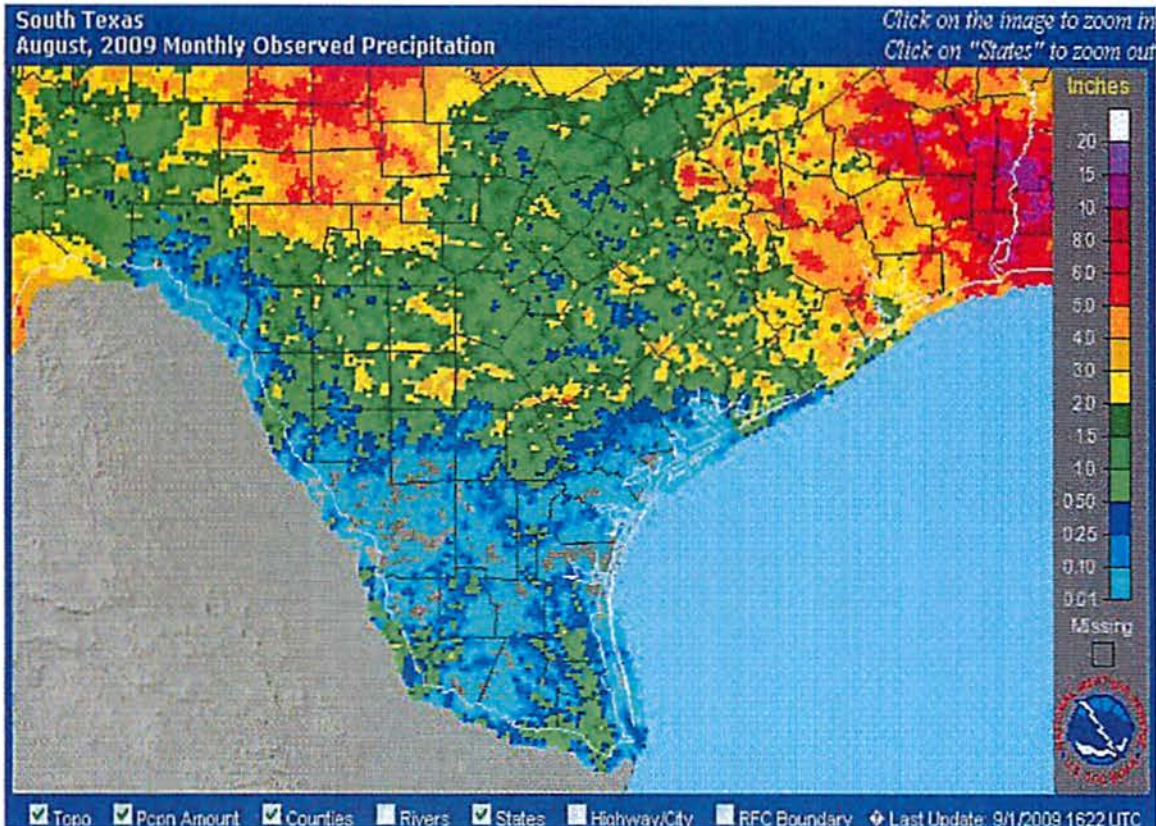 South Texas
August, 2009 Monthly Observed Precipitation
Click on the image to zoom in
Click on "States" to zoom out
Inches
20
15
10
8.0
6.0
5.0
4.0
3.0
2.0
1.5
1.0
0.50
0.25
0.10
0.01
Missing
NATIONAL WEATHER SERVICE
Topo Pcpn Amount Counties Rivers States Highway/City RFC Boundary Last Update: 9/1/2009 1622 UTC